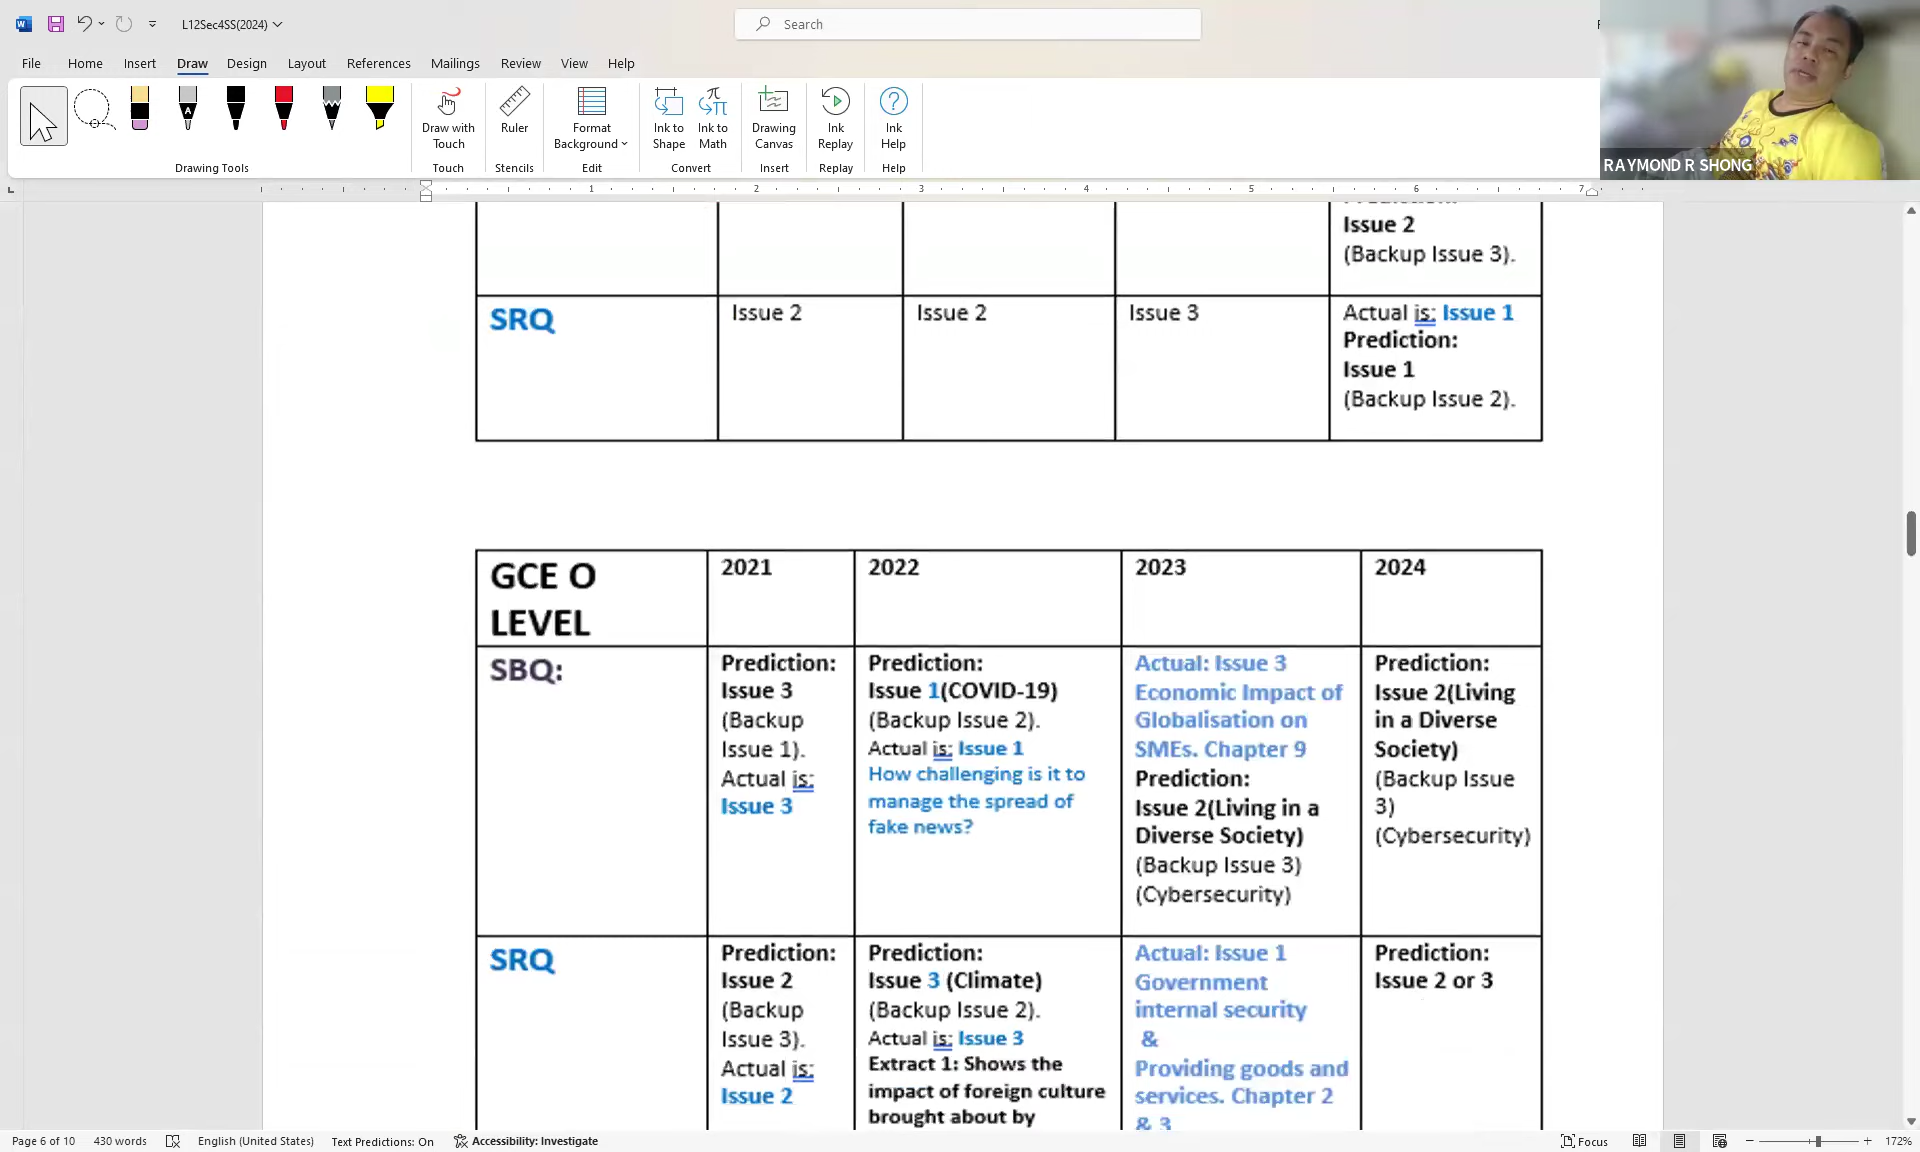 L12Sec4SS(2024)
Search
File Home Insert Draw Design Layout References Mailings Review View Help
Draw with Touch
Ruler
Format Background
Ink to Shape
Ink to Math
Drawing Canvas
Ink Replay
Ink Help
Drawing Tools
Touch
Stencils
Edit
Convert
Insert
Replay
Help
RAYMOND R SHONG
1 2 3 4 5 6 7
Issue 2
(Backup Issue 3).
SRQ
Issue 2
Issue 2
Issue 3
Actual is: Issue 1
Prediction:
Issue 1
(Backup Issue 2).
GCE O
LEVEL
2021
2022
2023
2024
SBQ:
Prediction:
Issue 3
(Backup
Issue 1).
Actual is:
Issue 3
Prediction:
Issue 1(COVID-19)
(Backup Issue 2).
Actual is: Issue 1
How challenging is it to
manage the spread of
fake news?
Actual: Issue 3
Economic Impact of
Globalisation on
SMEs. Chapter 9
Prediction:
Issue 2(Living in a
Diverse Society)
(Backup Issue 3)
(Cybersecurity)
Prediction:
Issue 2(Living
in a Diverse
Society)
(Backup Issue
3)
(Cybersecurity)
SRQ
Prediction:
Issue 2
(Backup
Issue 3).
Actual is:
Issue 2
Prediction:
Issue 3 (Climate)
(Backup Issue 2).
Actual is: Issue 3
Extract 1: Shows the
impact of foreign culture
brought about by
Actual: Issue 1
Government
internal security
&
Providing goods and
services. Chapter 2
& 3
Prediction:
Issue 2 or 3
Page 6 of 10 430 words English (United States) Text Predictions: On Accessibility: Investigate Focus 172%